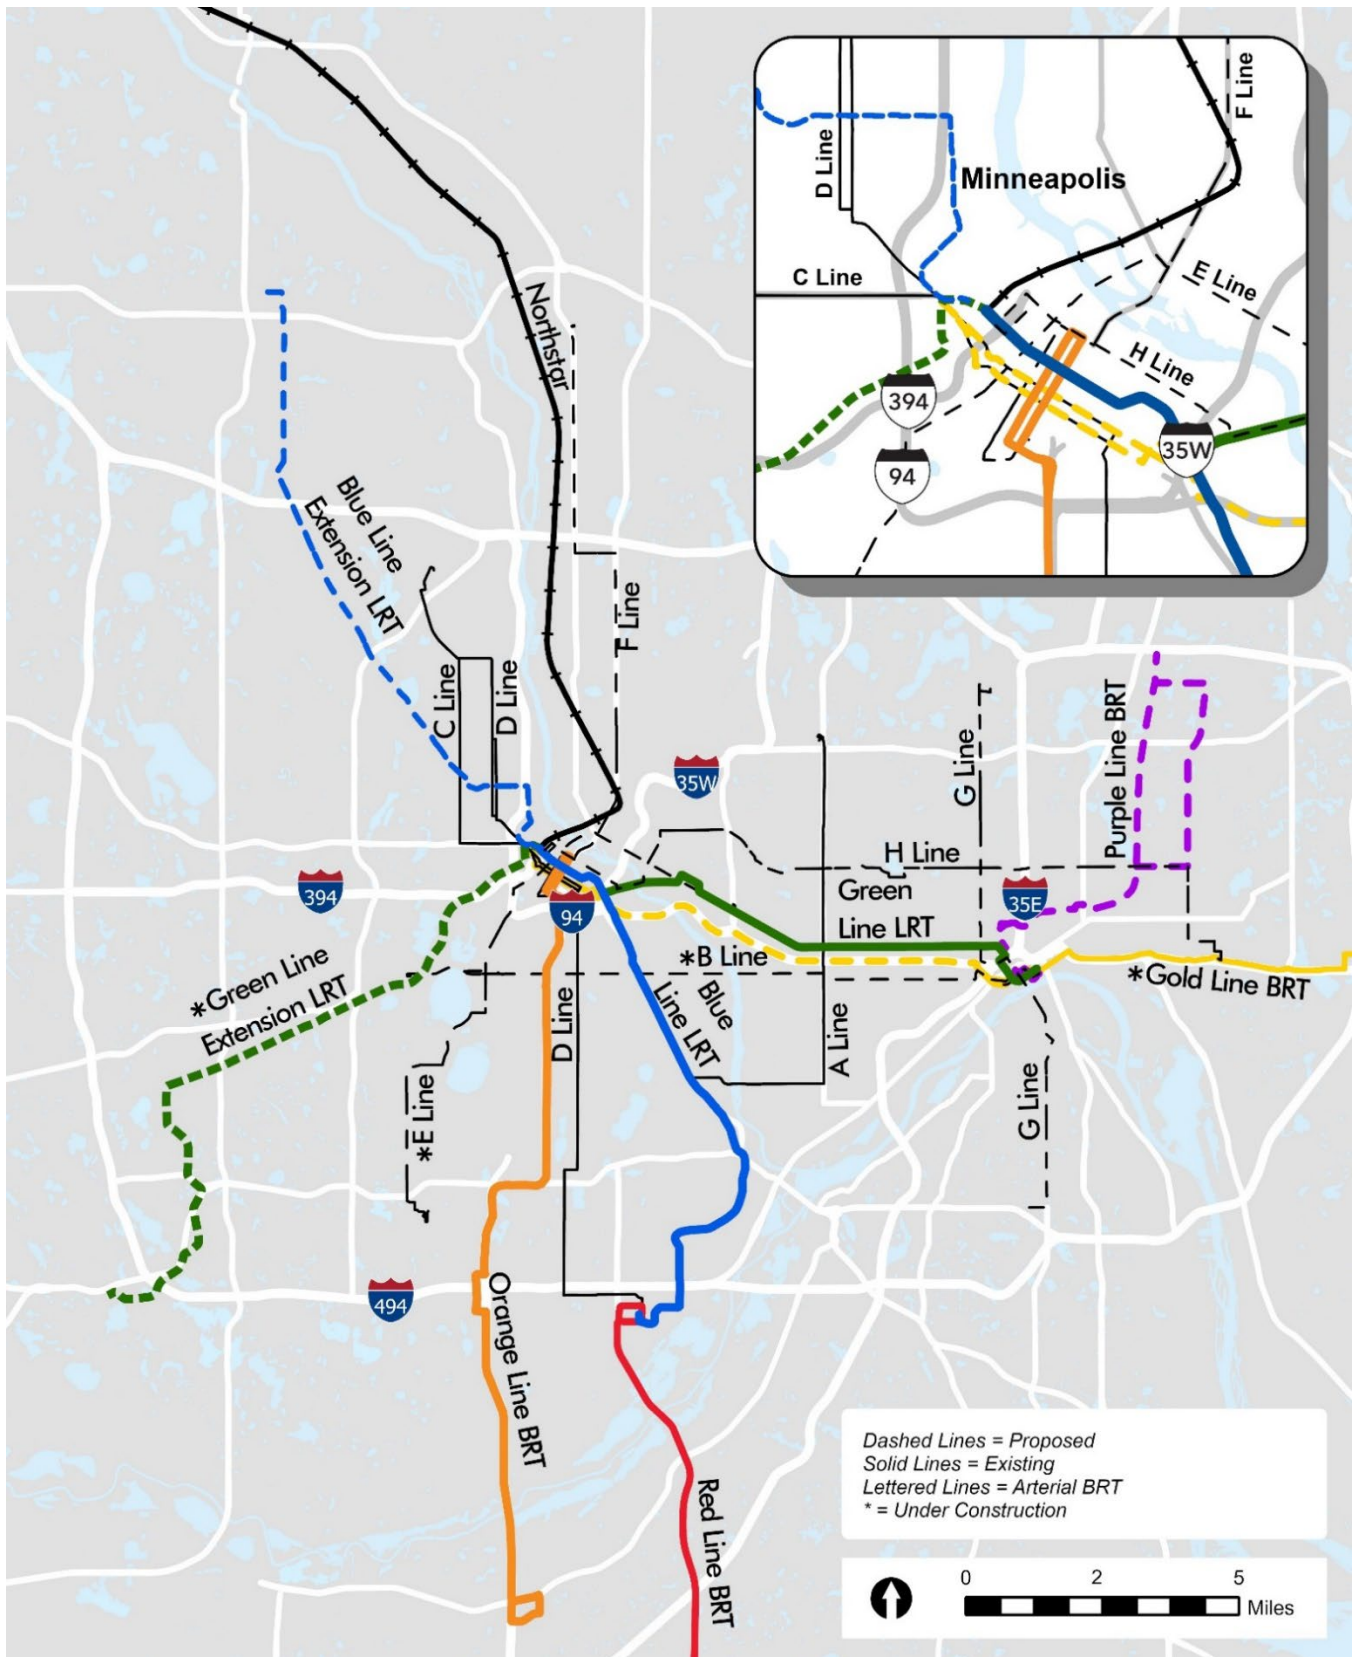 F Line
D Line
Minneapolis
C Line
E Line
H Line
394
35W
94
Northstar
Blue Line
Extension LRT
F Line
C Line
D Line
35W
G Line
Purple Line BRT
H Line
394
Green
Line LRT
35E
94
*B Line
*Gold Line BRT
*Green Line
Extension LRT
Blue
Line LRT
D Line
A Line
*E Line
G Line
494
Orange Line BRT
Red Line BRT
Dashed Lines = Proposed
Solid Lines = Existing
Lettered Lines = Arterial BRT
* = Under Construction
0 2 5
Miles